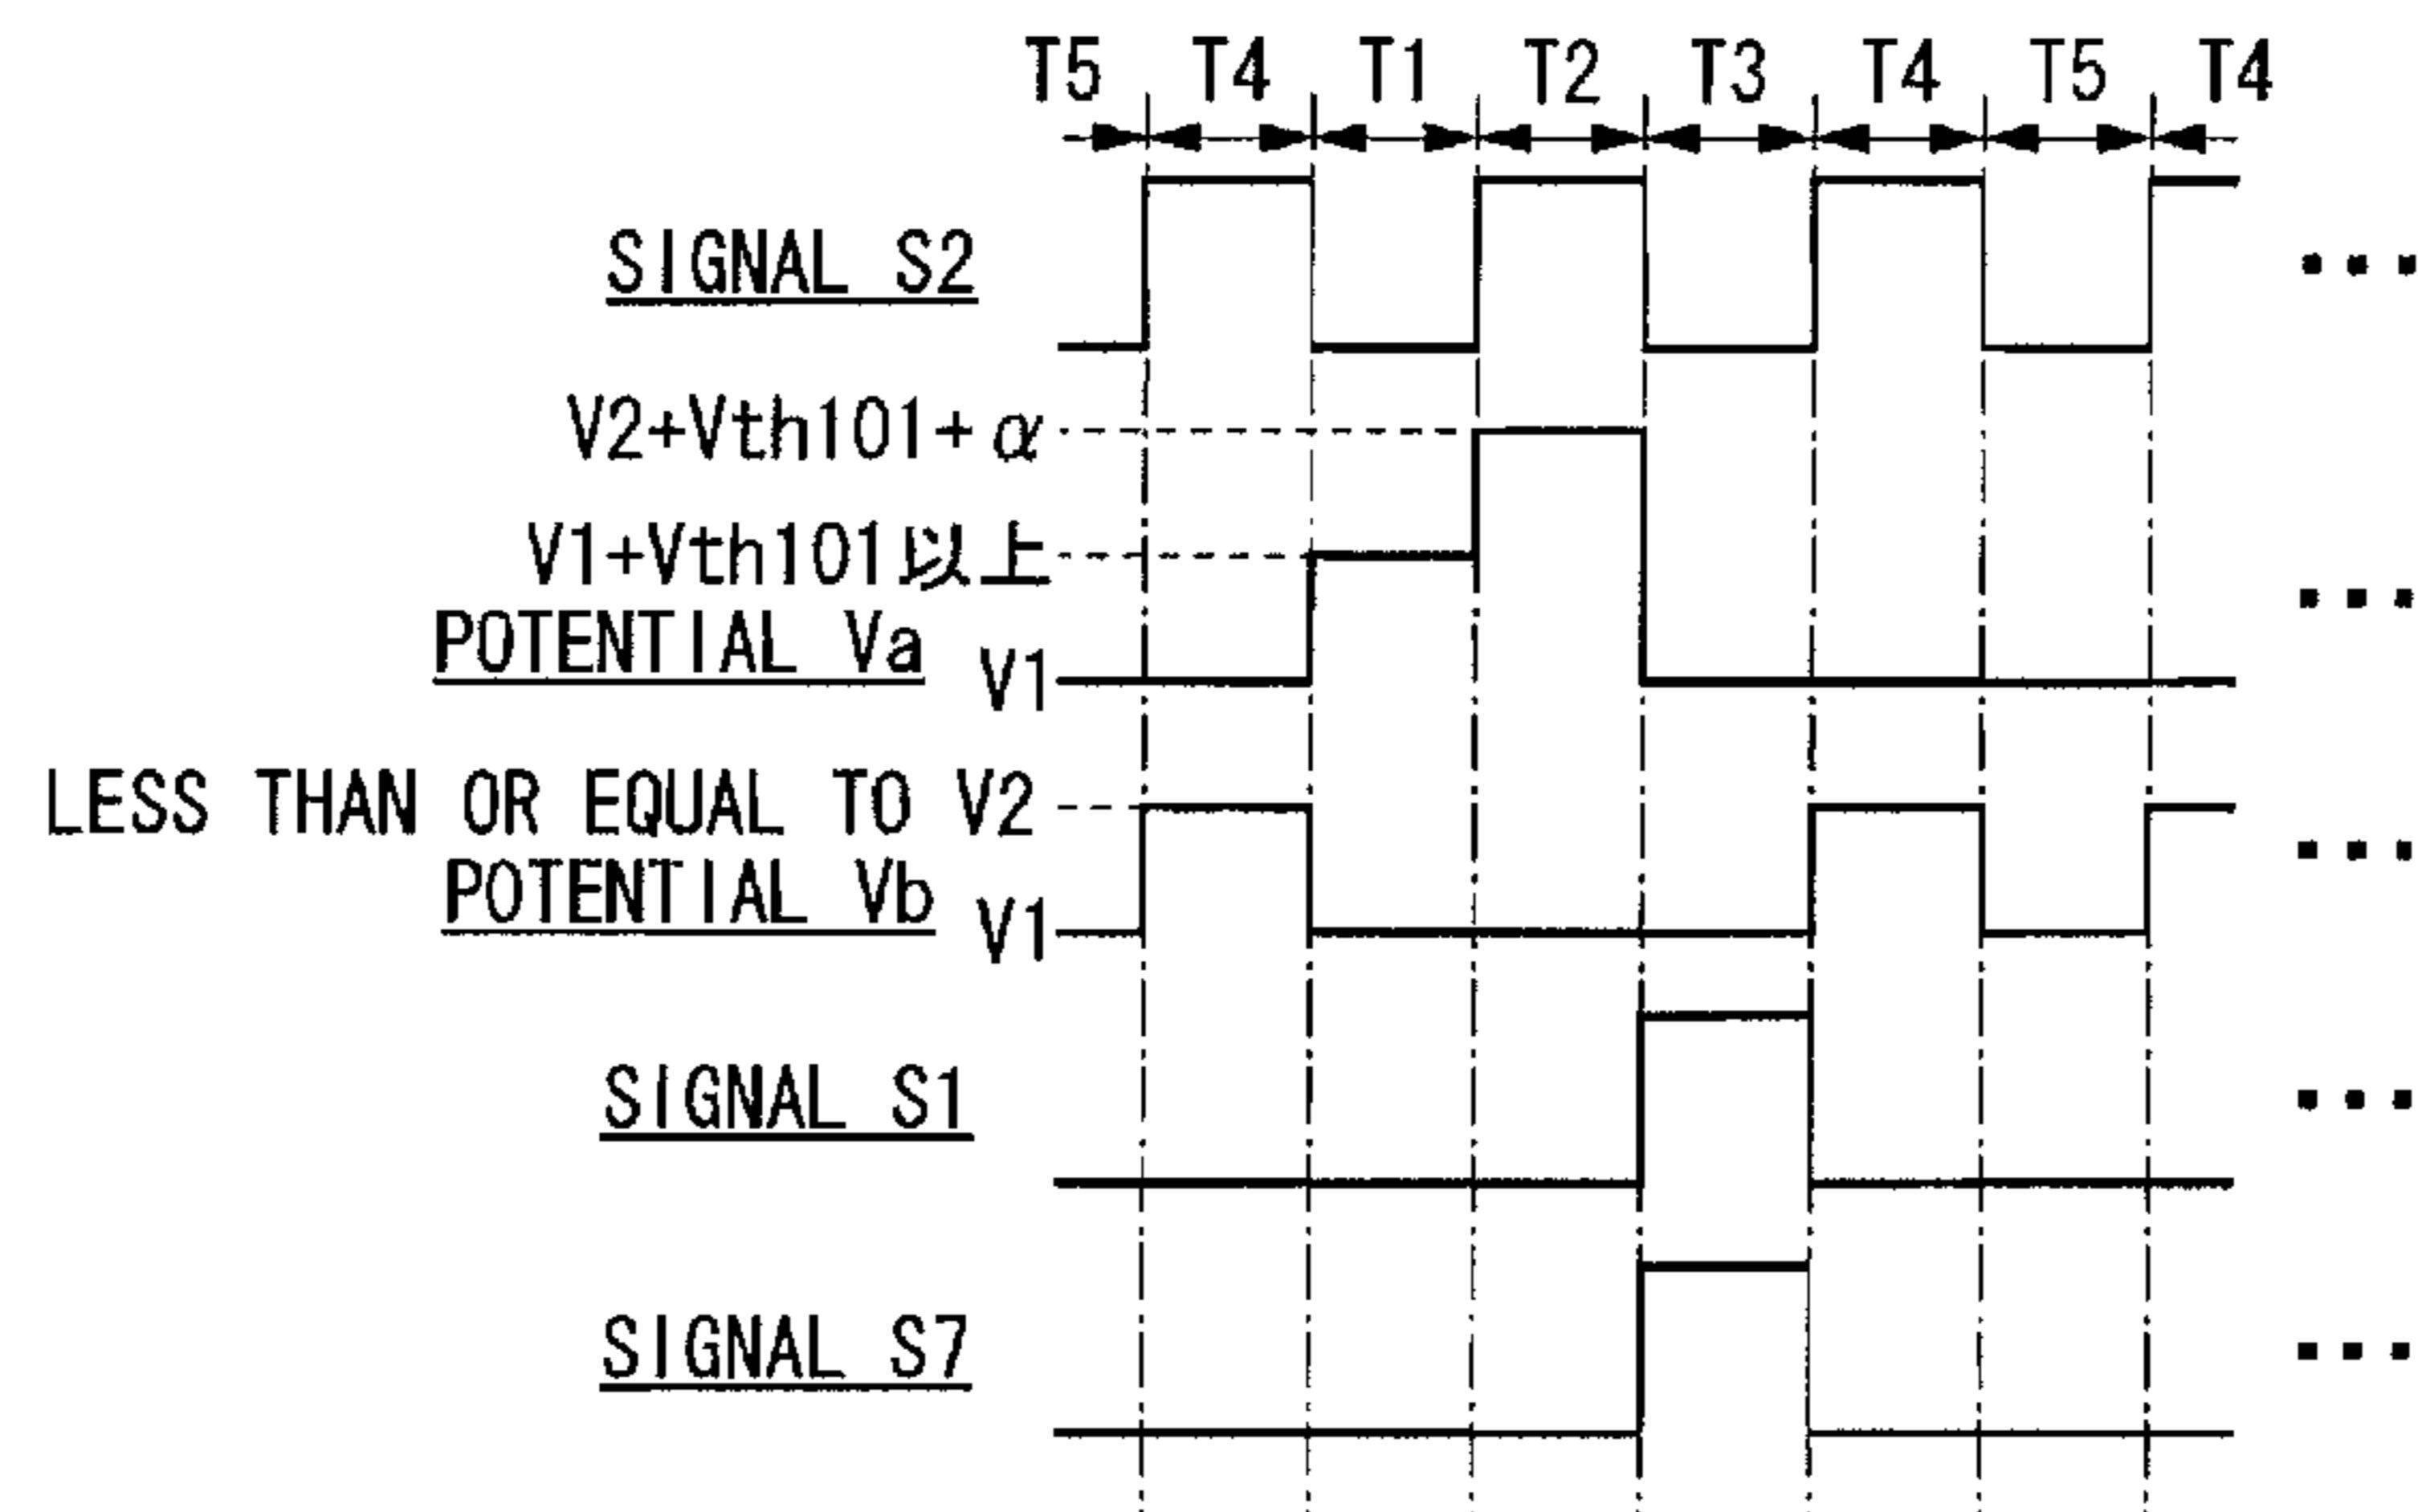 T5 T4 T1 T2 T3 T4 T5 T4
SIGNAL S2
V2+Vth101+α
V1+Vth101以上
POTENTIAL Va
V1
LESS THAN OR EQUAL TO V2
POTENTIAL Vb
V1
SIGNAL S1
SIGNAL S7